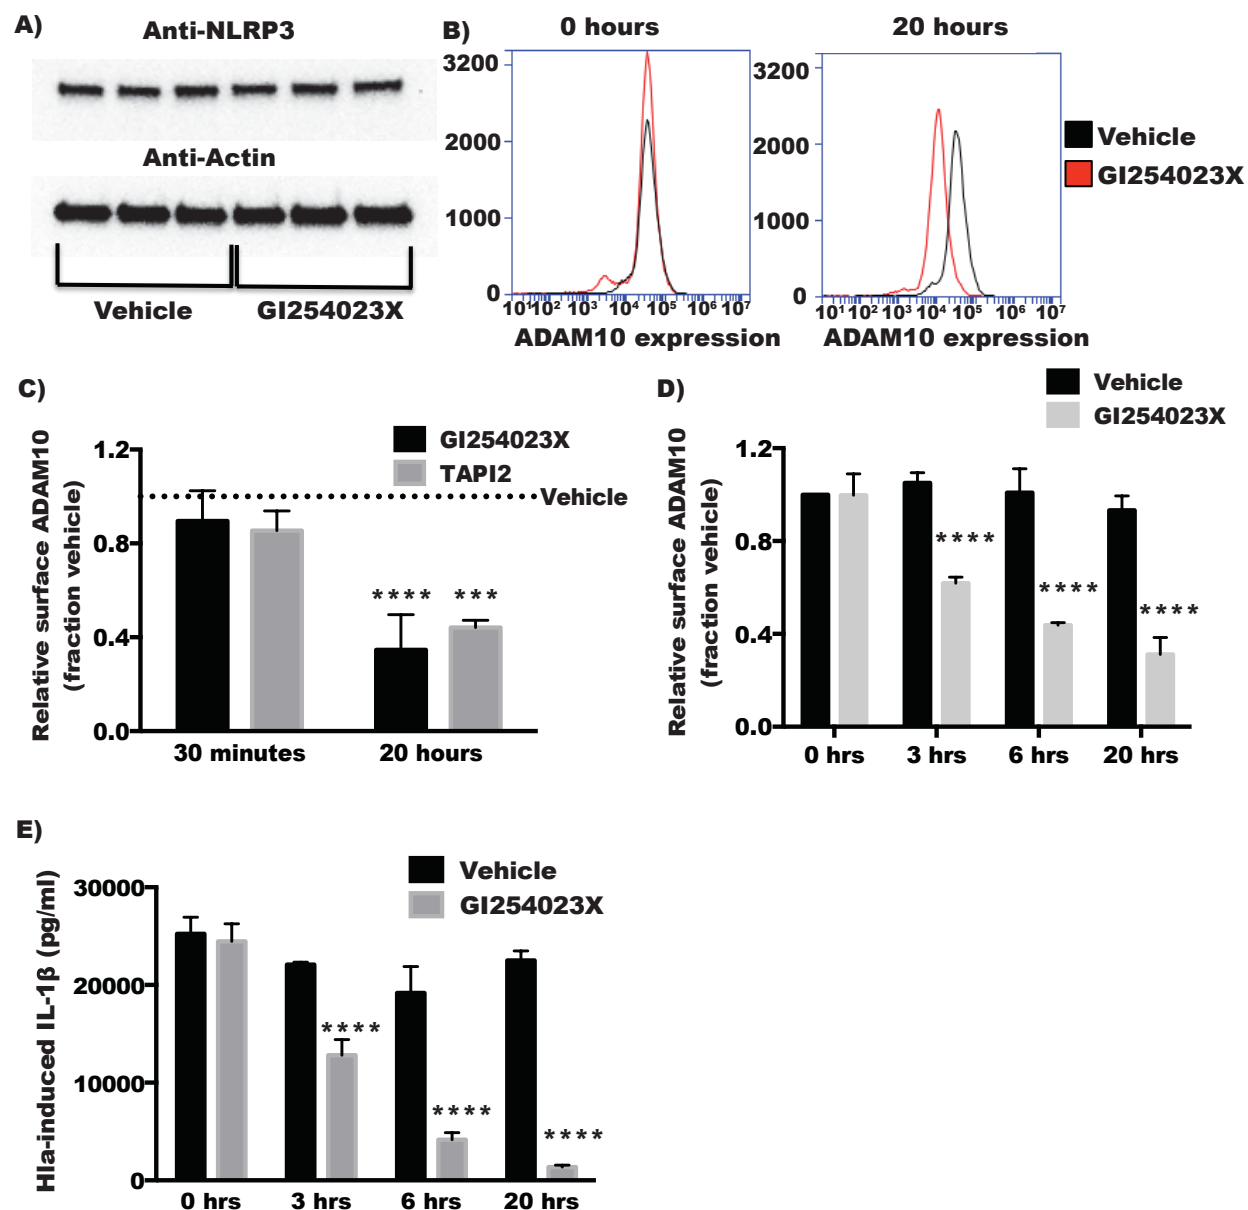 A)
Anti-NLRP3
Anti-Actin
Vehicle GI254023X
B)
0 hours
3200
2000
1000
0
10¹10² 10³ 10⁴ 10⁵ 10⁶ 10⁷
ADAM10 expression
20 hours
3200
2000
1000
0
10¹ 10² 10³ 10⁴ 10⁵ 10⁶ 10⁷
ADAM10 expression
Vehicle
GI254023X
C)
Relative surface ADAM10
(fraction vehicle)
1.2
0.8
0.4
0.0
GI254023X
TAPI2
Vehicle
**** ***
30 minutes 20 hours
D)
Vehicle
GI254023X
Relative surface ADAM10
(fraction vehicle)
1.2
0.8
0.4
0.0
****
****
****
0 hrs 3 hrs 6 hrs 20 hrs
E)
Vehicle
GI254023X
Hla-induced IL-1β (pg/ml)
30000
20000
10000
0
****
****
****
0 hrs 3 hrs 6 hrs 20 hrs